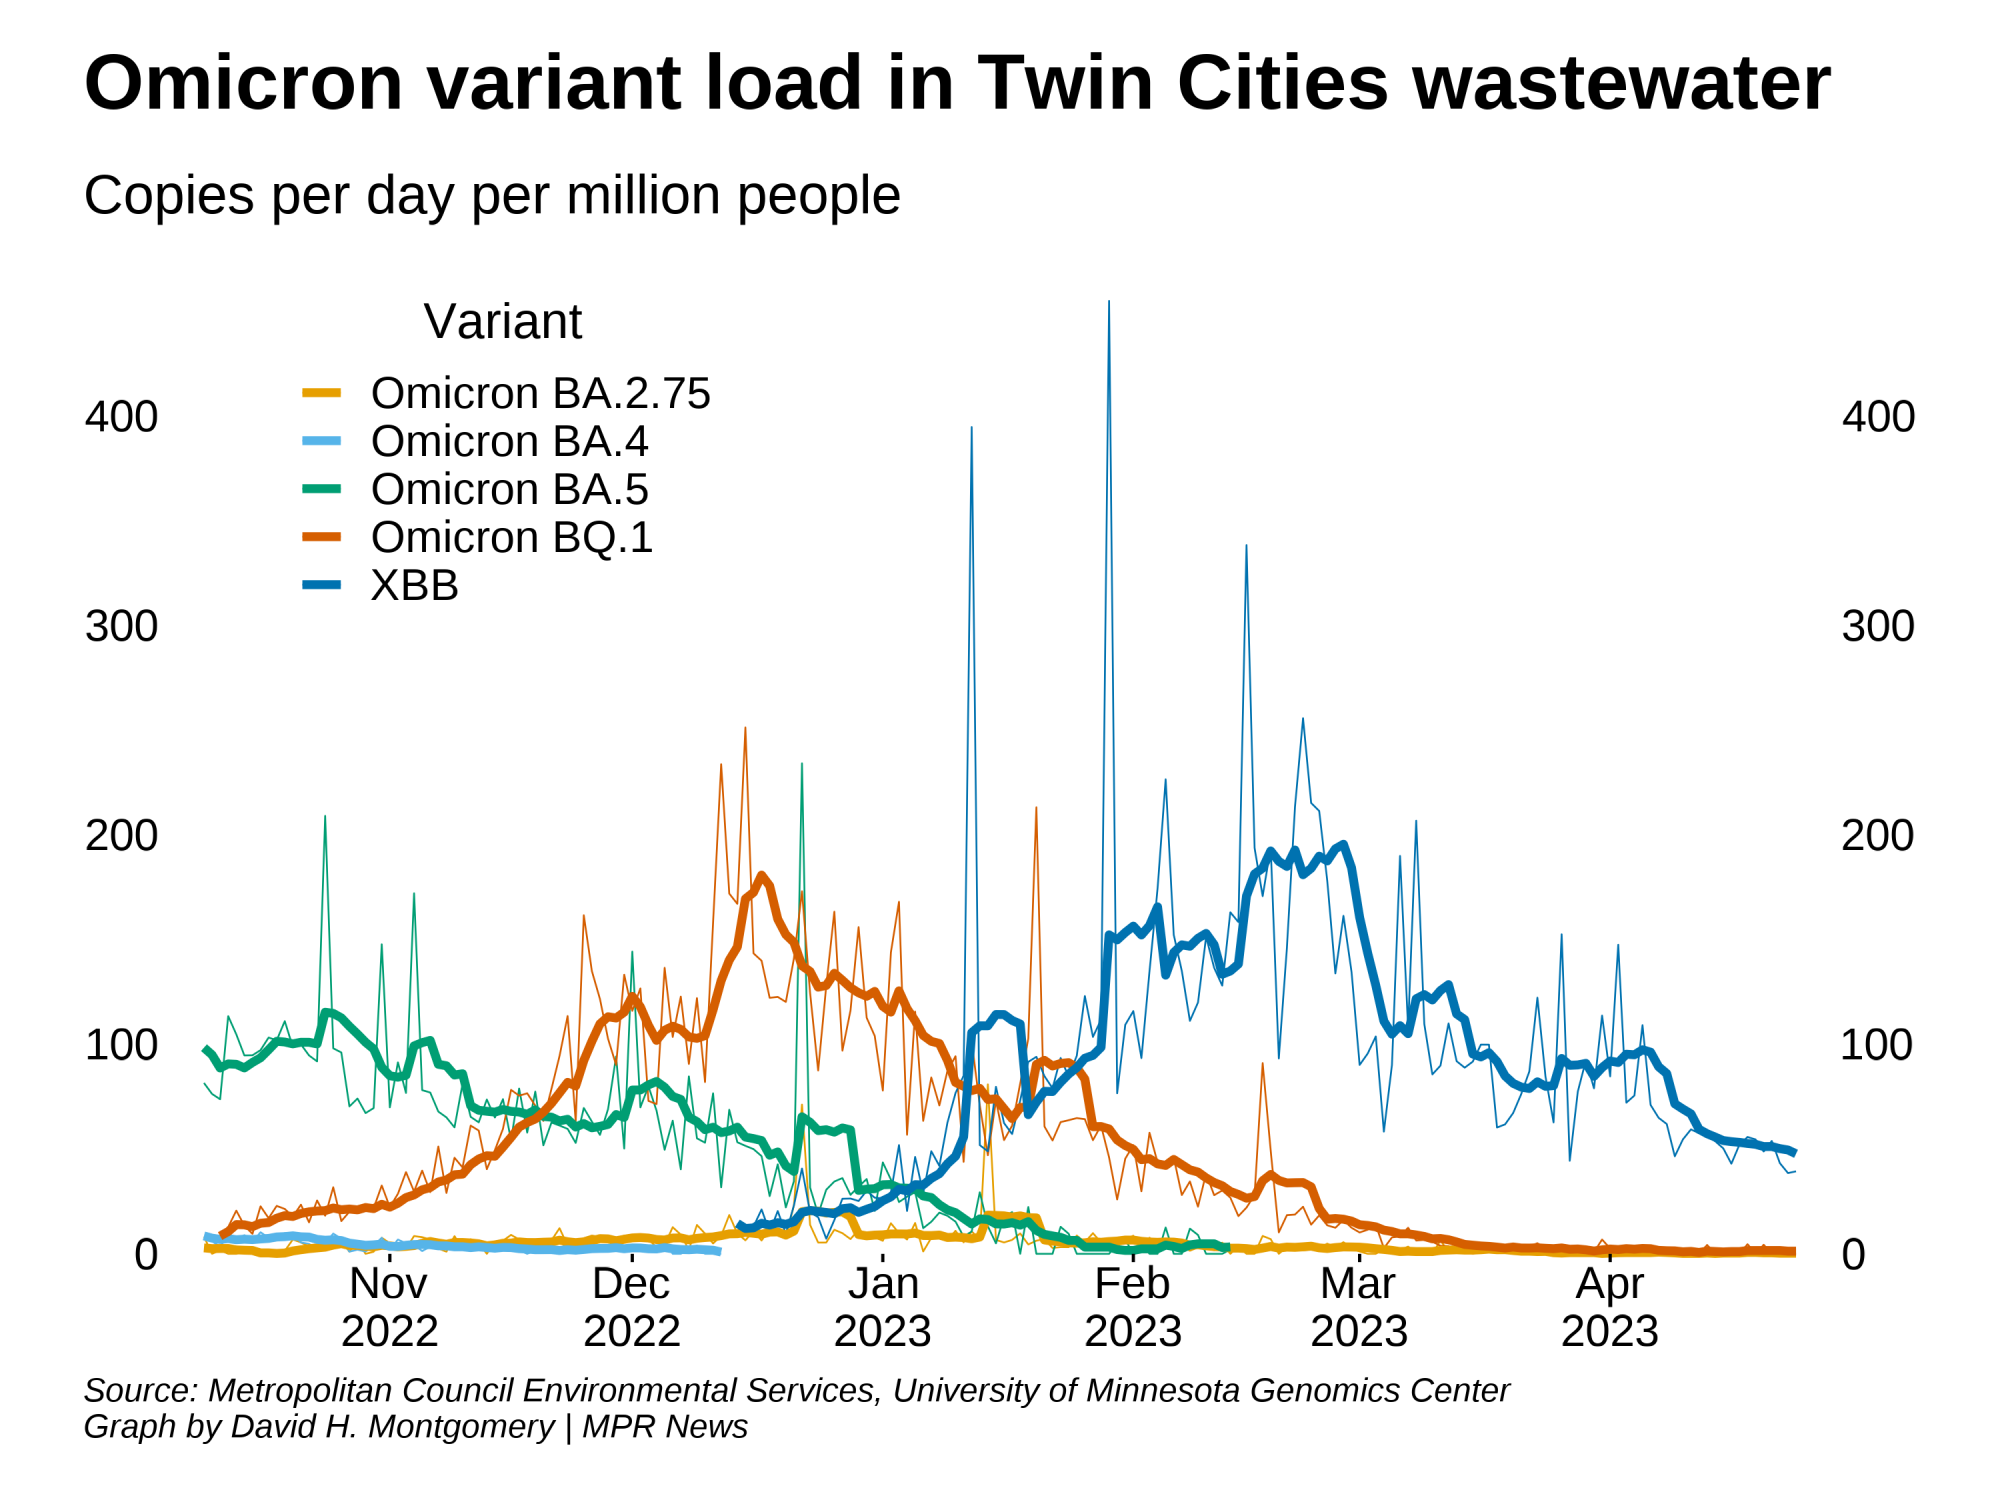 Omicron variant load in Twin Cities wastewater
Copies per day per million people
Variant
Omicron BA.2.75
Omicron BA.4
Omicron BA.5
Omicron BQ.1
XBB
400 400
300 300
200 200
100 100
0 0
Nov Dec Jan Feb Mar Apr
2022 2022 2023 2023 2023 2023
Source: Metropolitan Council Environmental Services, University of Minnesota Genomics Center
Graph by David H. Montgomery | MPR News